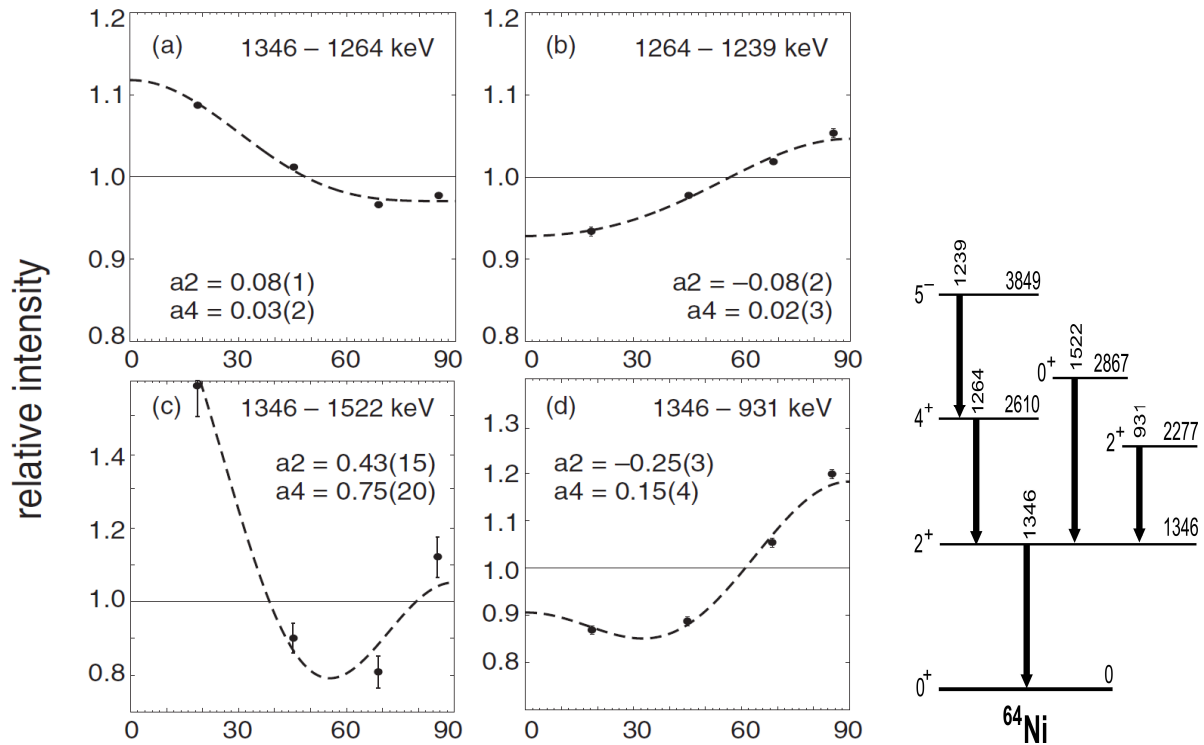 relative intensity
1.2
1.1
1.0
0.9
0.8
(a) 1346 – 1264 keV
a2 = 0.08(1)
a4 = 0.03(2)
0 30 60 90
1.2
1.1
1.0
0.9
0.8
(b) 1264 – 1239 keV
a2 = –0.08(2)
a4 = 0.02(3)
0 30 60 90
1.4
1.2
1.0
0.8
(c) 1346 – 1522 keV
a2 = 0.43(15)
a4 = 0.75(20)
0 30 60 90
1.3
1.2
1.1
1.0
0.9
0.8
(d) 1346 – 931 keV
a2 = –0.25(3)
a4 = 0.15(4)
0 30 60 90
1239
5⁻ 3849
1522
0⁺ 2867
1264
4⁺ 2610
931
2⁺ 2277
1346
2⁺ 1346
0⁺ 0
⁶⁴Ni